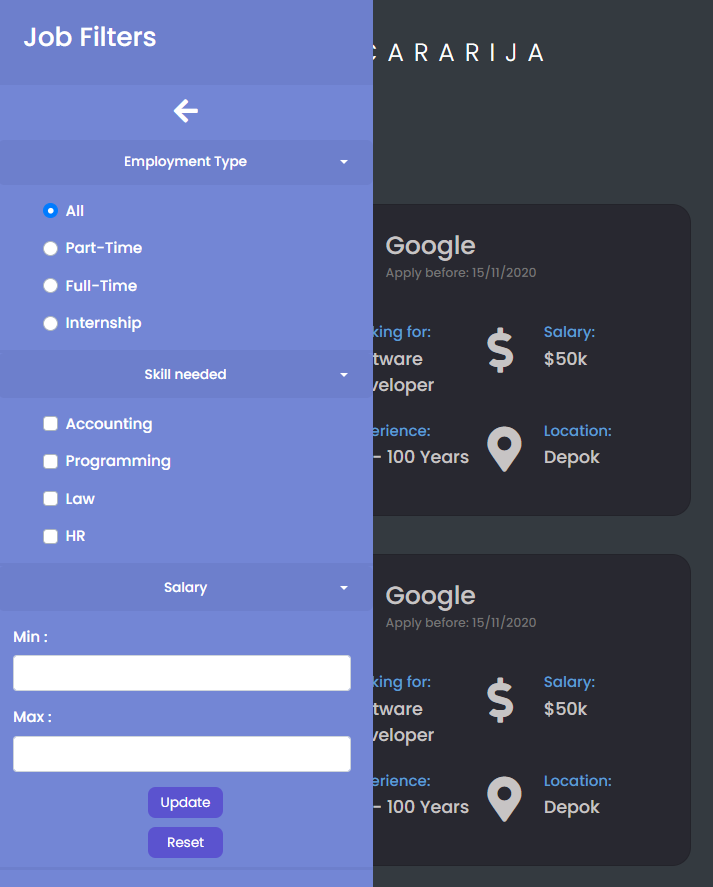 Job Filters
CARARIJA
Employment Type
All
Part-Time
Full-Time
Internship
Skill needed
Accounting
Programming
Law
HR
Salary
Min :
Max :
Update
Reset
Google
Apply before: 15/11/2020
king for:
tware
veloper
Salary:
$50k
erience:
– 100 Years
Location:
Depok
Google
Apply before: 15/11/2020
king for:
tware
veloper
Salary:
$50k
erience:
– 100 Years
Location:
Depok